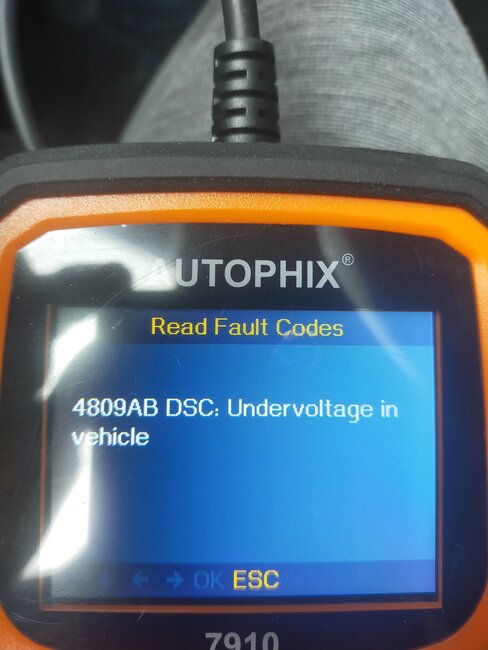 AUTOPHIX®
Read Fault Codes
4809AB DSC: Undervoltage in
vehicle
← → OK ESC
7910